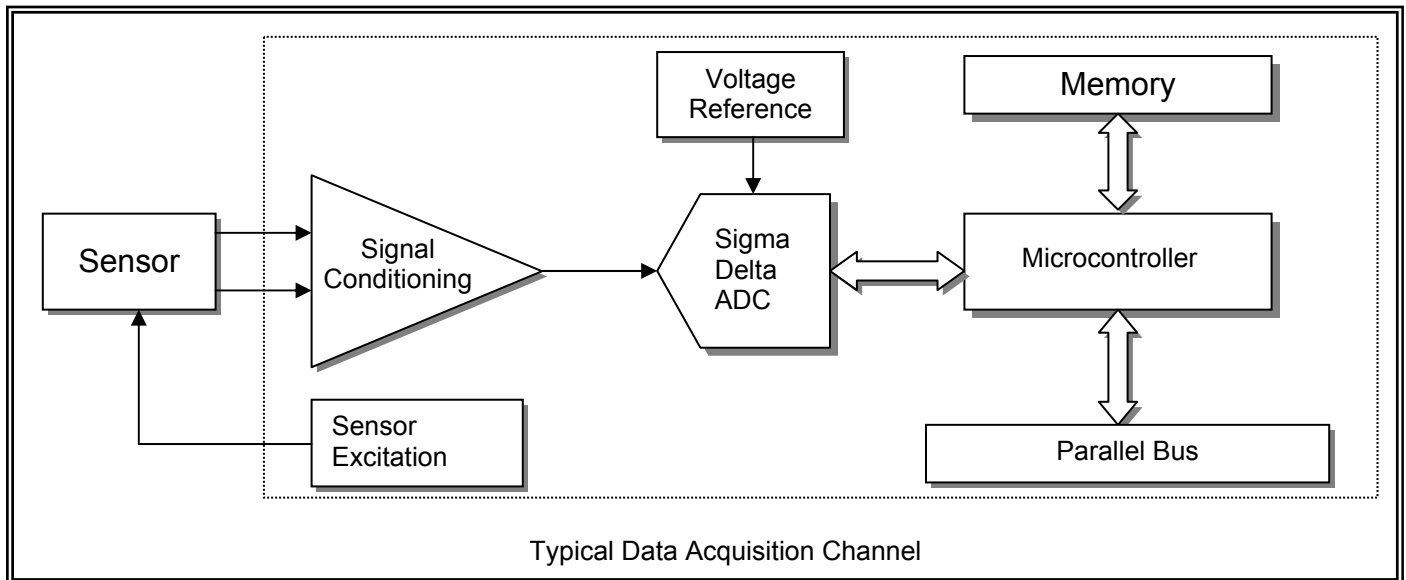 Voltage
Reference
Memory
Sensor
Signal
Conditioning
Sigma
Delta
ADC
Microcontroller
Sensor
Excitation
Parallel Bus
Typical Data Acquisition Channel